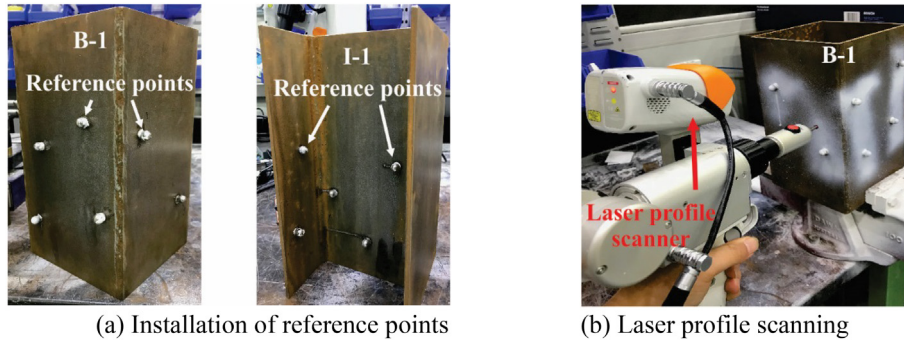 B-1
Reference points
I-1
Reference points
B-1
Laser profile
scanner
(a) Installation of reference points
(b) Laser profile scanning